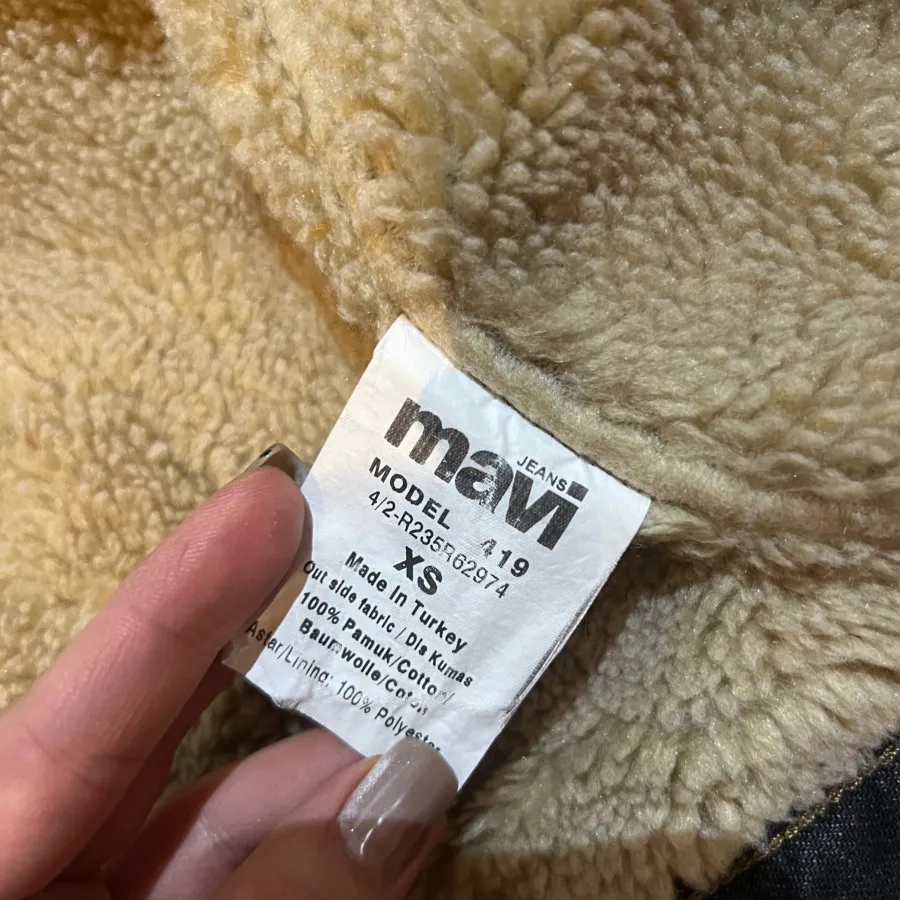 mavi
JEANS
MODEL 419
4/2-R235R62974
XS
Made In Turkey
Out side fabric / Dis Kumas
100% Pamuk/Cotton/
Baumwolle/Coton
Astar/Lining: 100% Polyester